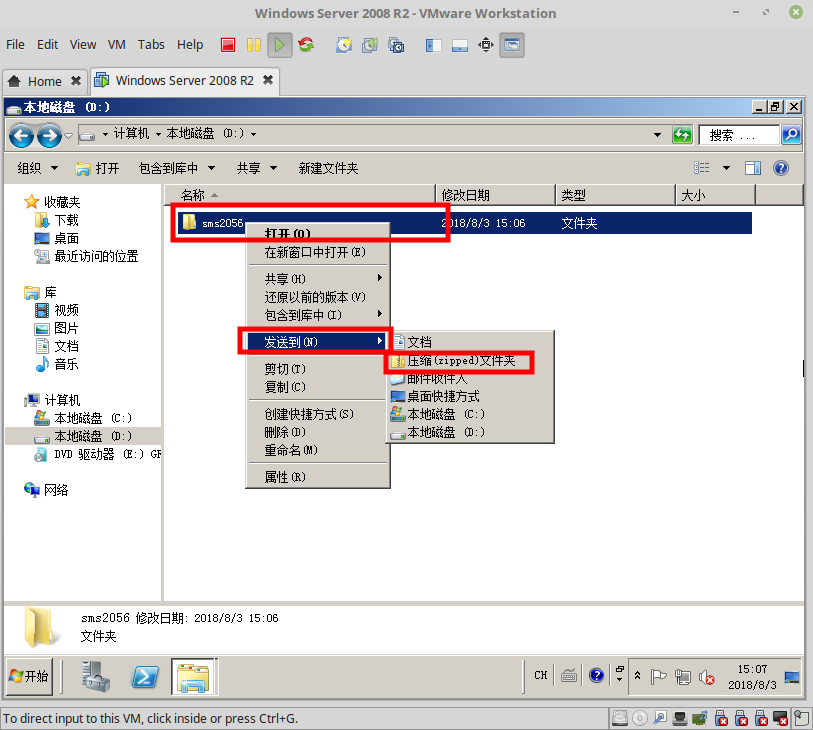 Windows Server 2008 R2 - VMware Workstation
File Edit View VM Tabs Help
Home Windows Server 2008 R2
本地磁盘 (D:)
计算机 本地磁盘 (D:) 搜索 ...
组织 打开 包含到库中 共享 新建文件夹
名称 修改日期 类型 大小
sms2056 2018/8/3 15:06 文件夹
收藏夹
下载
桌面
最近访问的位置
库
视频
图片
文档
音乐
计算机
本地磁盘 (C:)
本地磁盘 (D:)
DVD 驱动器 (E:) GR
网络
打开(O)
在新窗口中打开(E)
共享(H)
还原以前的版本(V)
包含到库中(I)
发送到(N)
剪切(T)
复制(C)
创建快捷方式(S)
删除(D)
重命名(M)
属性(R)
文档
压缩(zipped)文件夹
邮件收件人
桌面快捷方式
本地磁盘 (C:)
本地磁盘 (D:)
sms2056 修改日期: 2018/8/3 15:06
文件夹
开始 CH 15:07
2018/8/3
To direct input to this VM, click inside or press Ctrl+G.